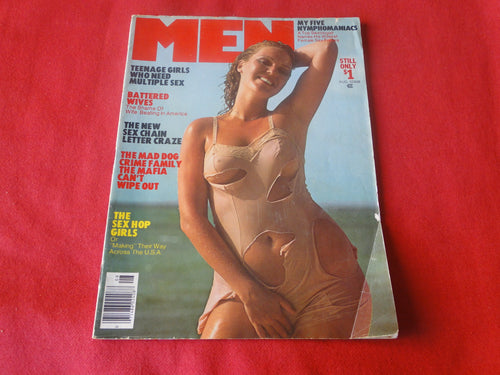 MEN
MY FIVE
NYMPHOMANIACS
STILL
ONLY
$1
TEENAGE GIRLS
WHO NEED
MULTIPLE SEX
BATTERED
WIVES
The Shame Of
Wife Beating In America
THE NEW
SEX CHAIN
LETTER CRAZE
THE MAD DOG
CRIME FAMILY
THE MAFIA
CAN'T
WIPE OUT
THE
SEX HOP
GIRLS
Or
"Making" Their Way
Across The U.S.A.